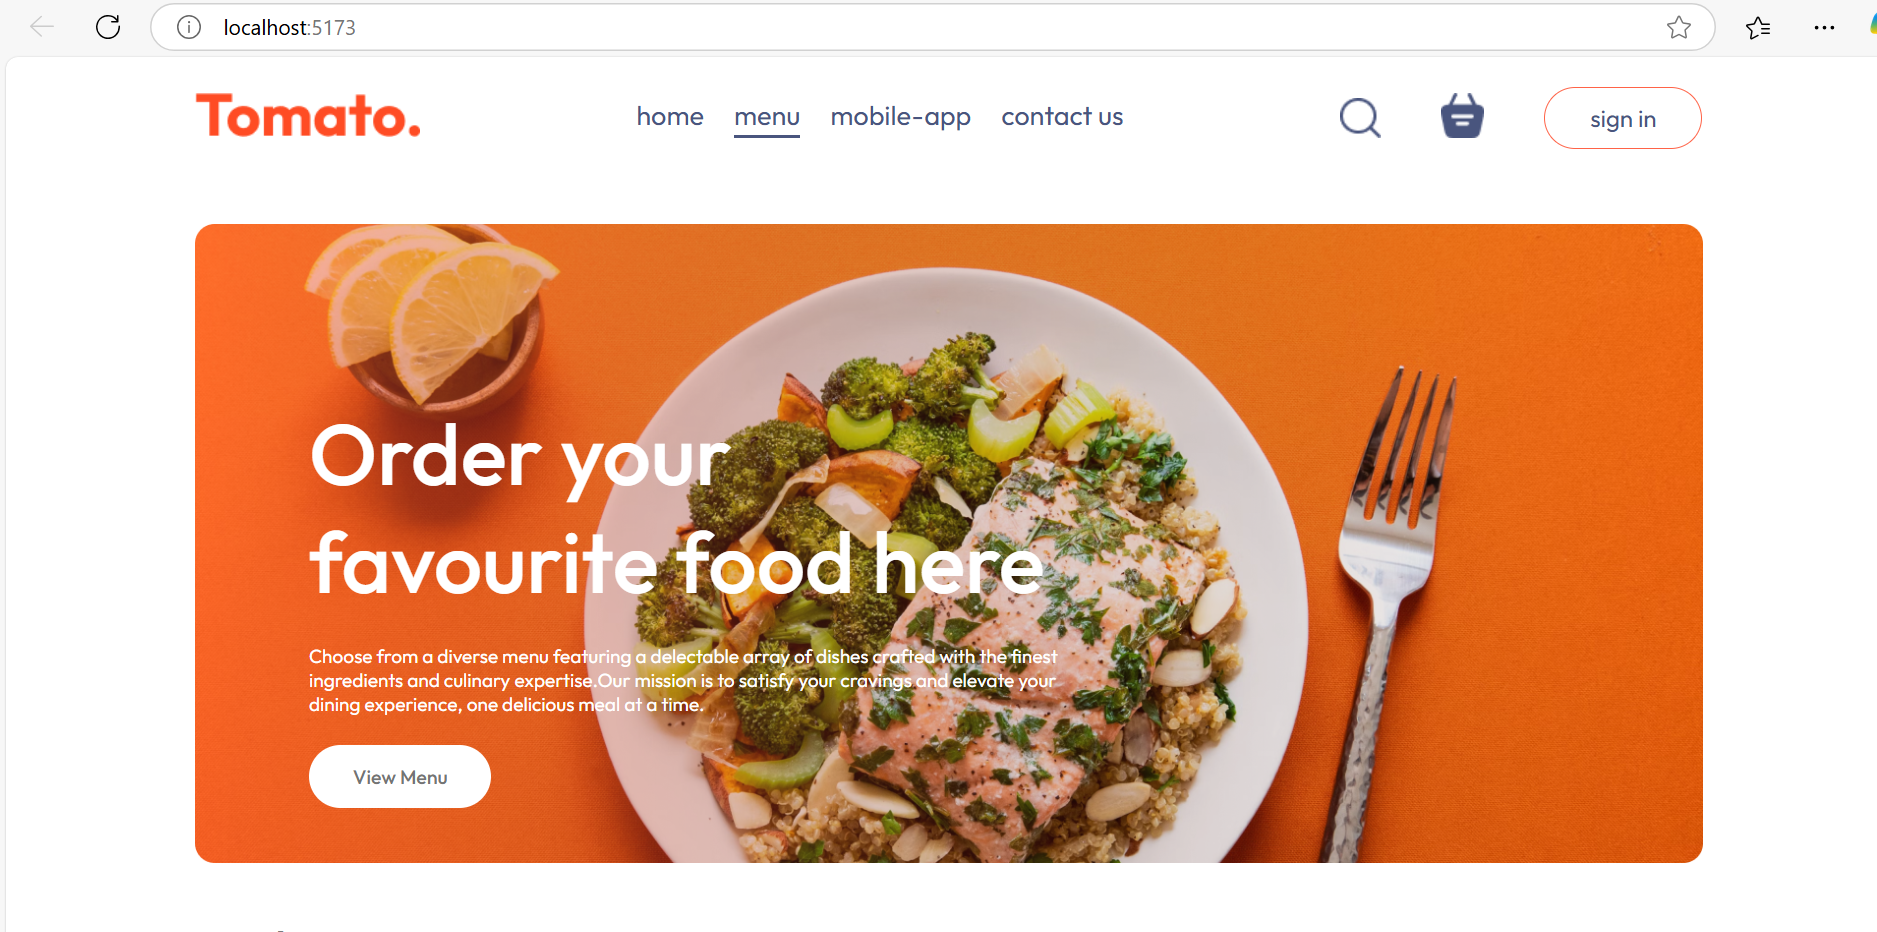 localhost:5173
Tomato.
home menu mobile-app contact us
sign in
Order your
favourite food here
Choose from a diverse menu featuring a delectable array of dishes crafted with the finest
ingredients and culinary expertise.Our mission is to satisfy your cravings and elevate your
dining experience, one delicious meal at a time.
View Menu